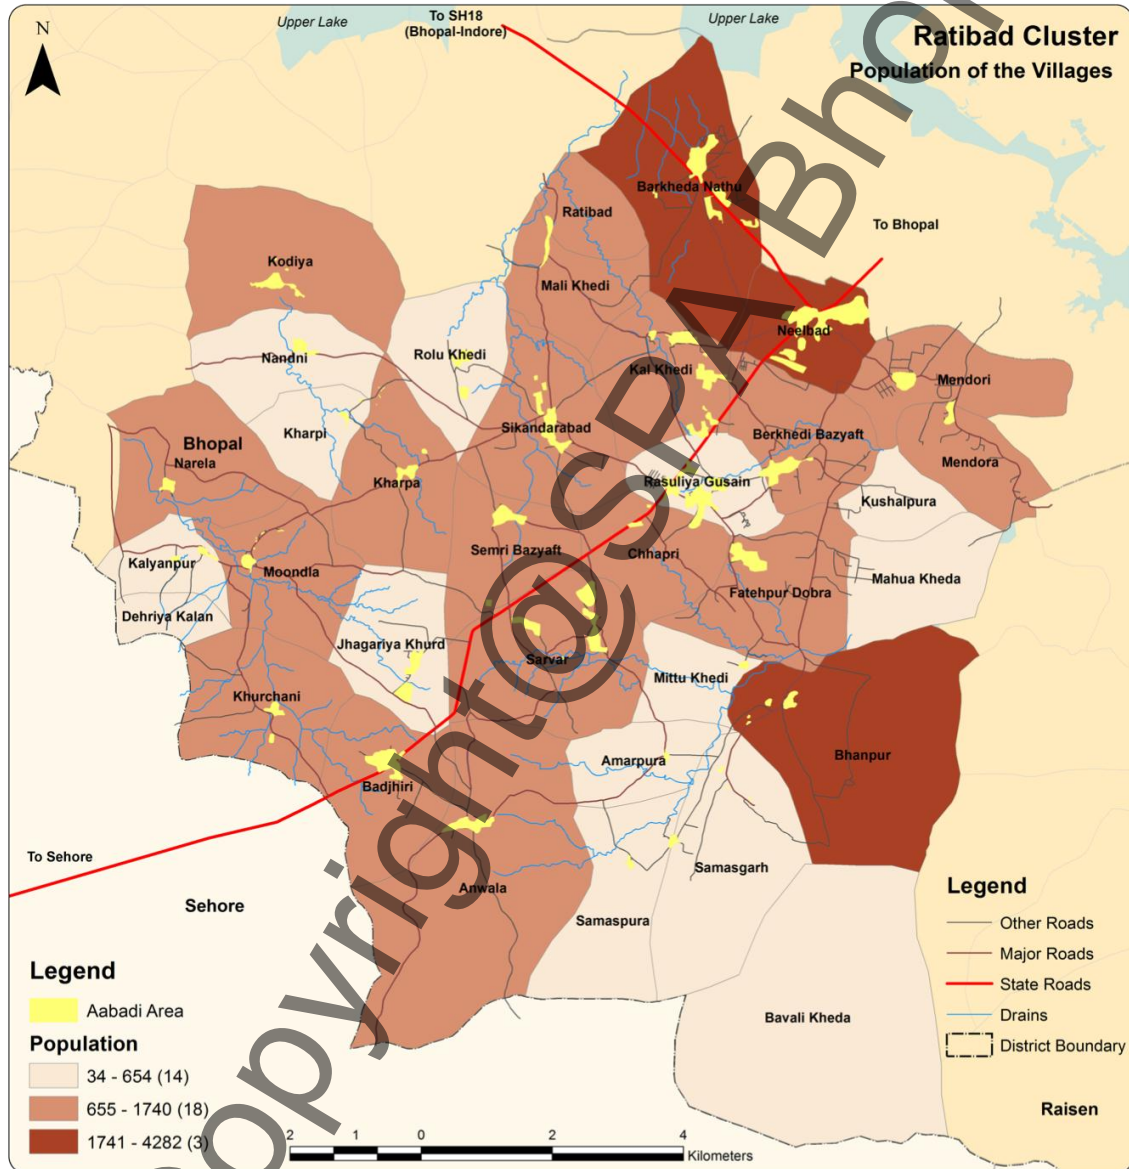 Upper Lake
To SH18
(Bhopal-Indore)
Upper Lake
N
Ratibad Cluster
Population of the Villages
Barkheda Nathu
Ratibad
To Bhopal
Kodiya
Mali Khedi
Neelbad
Nandni
Rolu Khedi
Kal Khedi
Mendori
Kharpi
Sikandarabad
Berkhedi Bazyaft
Bhopal
Narela
Kharpa
Mendora
Rasuliya Gusain
Kushalpura
Semri Bazyaft
Chhapri
Kalyanpur
Moondla
Mahua Kheda
Fatehpur Dobra
Dehriya Kalan
Jhagariya Khurd
Sarvar
Mittu Khedi
Khurchani
Bhanpur
Amarpura
Badjhiri
To Sehore
Samasgarh
Anwala
Sehore
Samaspura
Bavali Kheda
Raisen
Legend
Aabadi Area
Population
34 - 654 (14)
655 - 1740 (18)
1741 - 4282 (3)
Legend
Other Roads
Major Roads
State Roads
Drains
District Boundary
2 1 0 2 4
Kilometers
opyright@SPA Bho